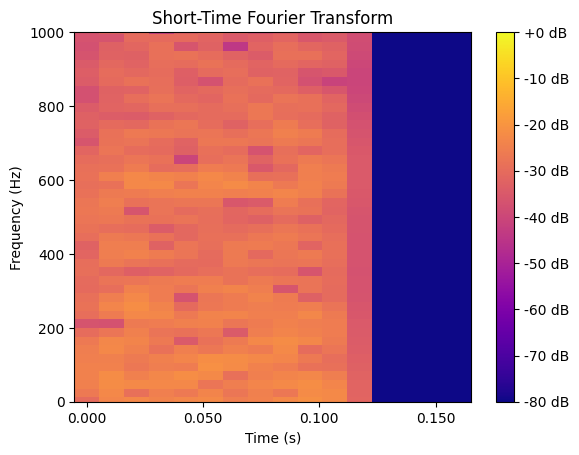 Short-Time Fourier Transform
1000
800
600
400
200
0
Frequency (Hz)
0.000
0.050
0.100
0.150
Time (s)
+0 dB
-10 dB
-20 dB
-30 dB
-40 dB
-50 dB
-60 dB
-70 dB
-80 dB